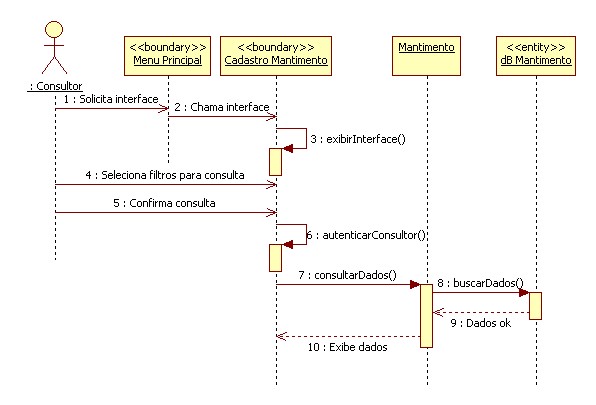 <<boundary>>
Menu Principal
<<boundary>>
Cadastro Mantimento
Mantimento
<<entity>>
dB Mantimento
: Consultor
1 : Solicita interface
2 : Chama interface
3 : exibirInterface()
4 : Seleciona filtros para consulta
5 : Confirma consulta
6 : autenticarConsultor()
7 : consultarDados()
8 : buscarDados()
9 : Dados ok
10 : Exibe dados